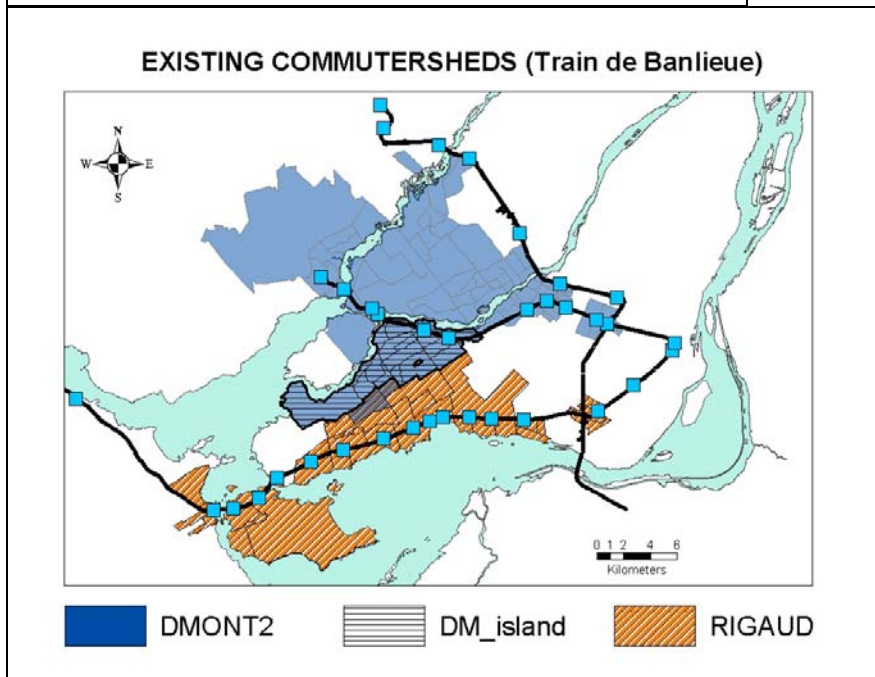 EXISTING COMMUTERSHEDS (Train de Banlieue)
N
W E
S
0 1 2 4 6
Kilometers
DMONT2 DM_island RIGAUD